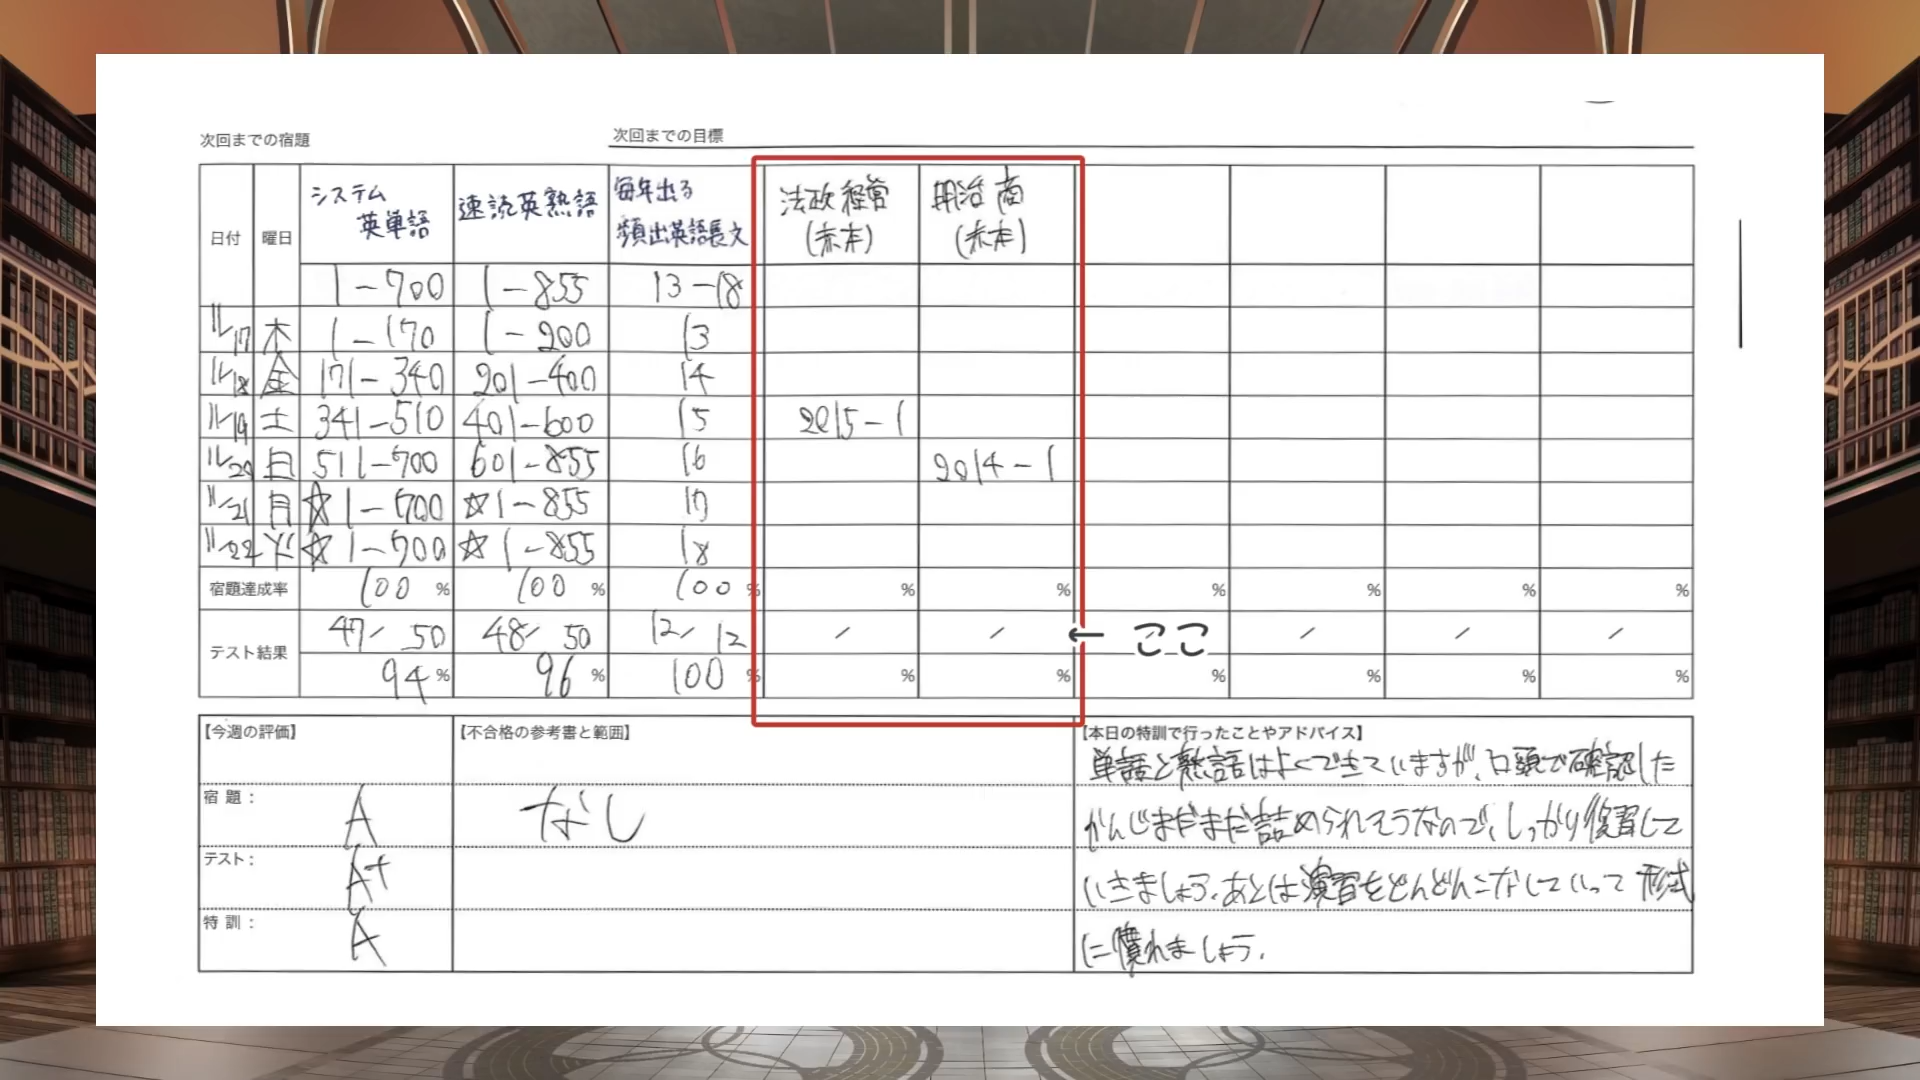 次回までの宿題
次回までの目標
日付 曜日 システム英単語 速読英熟語 毎年出る頻出英語長文 法政 経営(赤本) 明治 商(赤本)
1-700 1-855 13-18
11/17 木 1-170 1-200 13
11/18 金 171-340 201-400 14
11/19 土 341-510 401-600 15 2015-1
11/20 日 511-700 601-855 16 2014-1
11/21 月 ☆1-700 ☆1-855 17
11/22 火 ☆1-700 ☆1-855 18
宿題達成率 100% 100% 100% % % % % % %
テスト結果 47/50 48/50 12/12 / / ←ここ / / /
94% 96% 100% % % % % % %
【今週の評価】
宿題: A
テスト: A+
特訓: A
【不合格の参考書と範囲】
なし
【本日の特訓で行ったことやアドバイス】
単語と熟語はよくできていますが、口頭で確認した
かんじまだまだ詰められそうなので、しっかり復習して
いきましょう。あとは演習をどんどんこなしていって 形式
に慣れましょう。